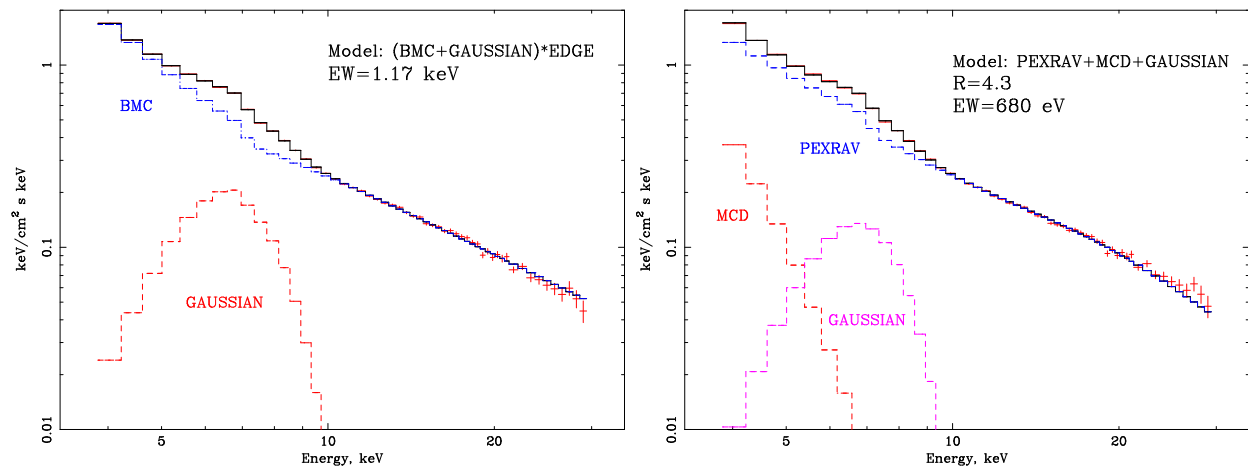 Model: (BMC+GAUSSIAN)*EDGE
EW=1.17 keV
BMC
GAUSSIAN
keV/cm² s keV
1
0.1
0.01
5
10
20
Energy, keV
Model: PEXRAV+MCD+GAUSSIAN
R=4.3
EW=680 eV
PEXRAV
MCD
GAUSSIAN
keV/cm² s keV
1
0.1
0.01
5
10
20
Energy, keV